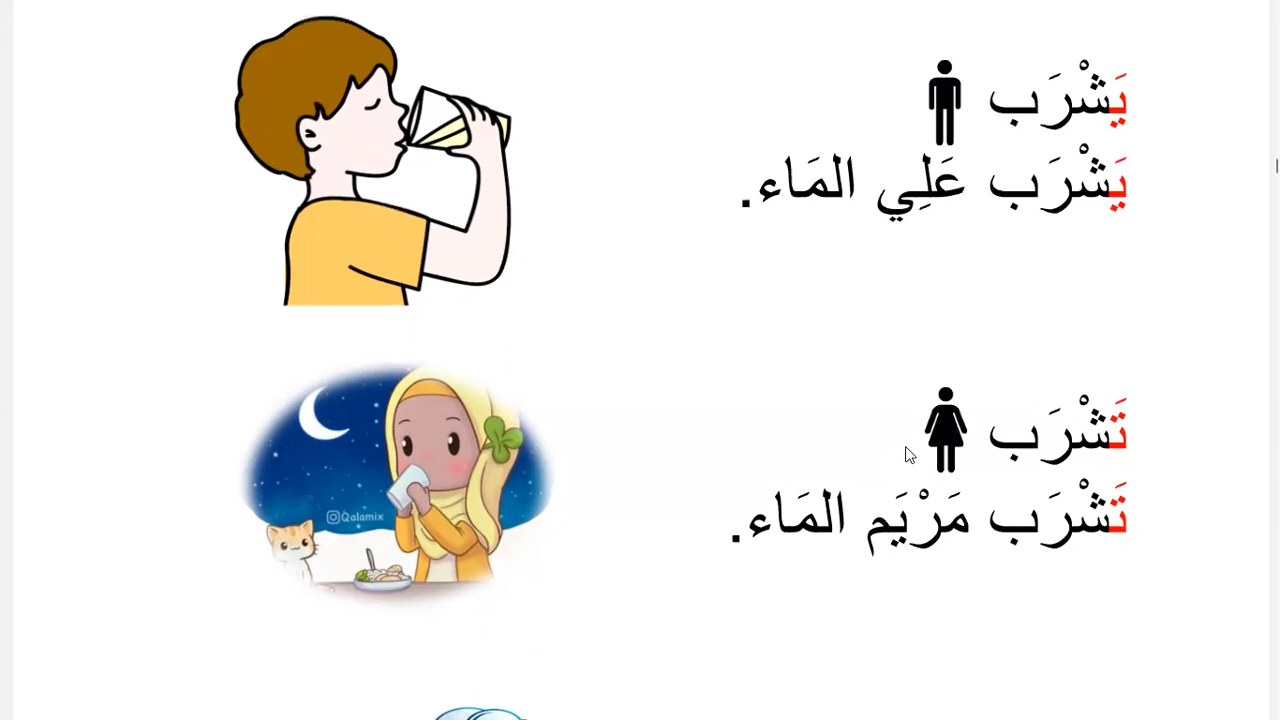 يَشْرَب
يَشْرَب عَلِي المَاء.
تَشْرَب
تَشْرَب مَرْيَم المَاء.
Qalamix